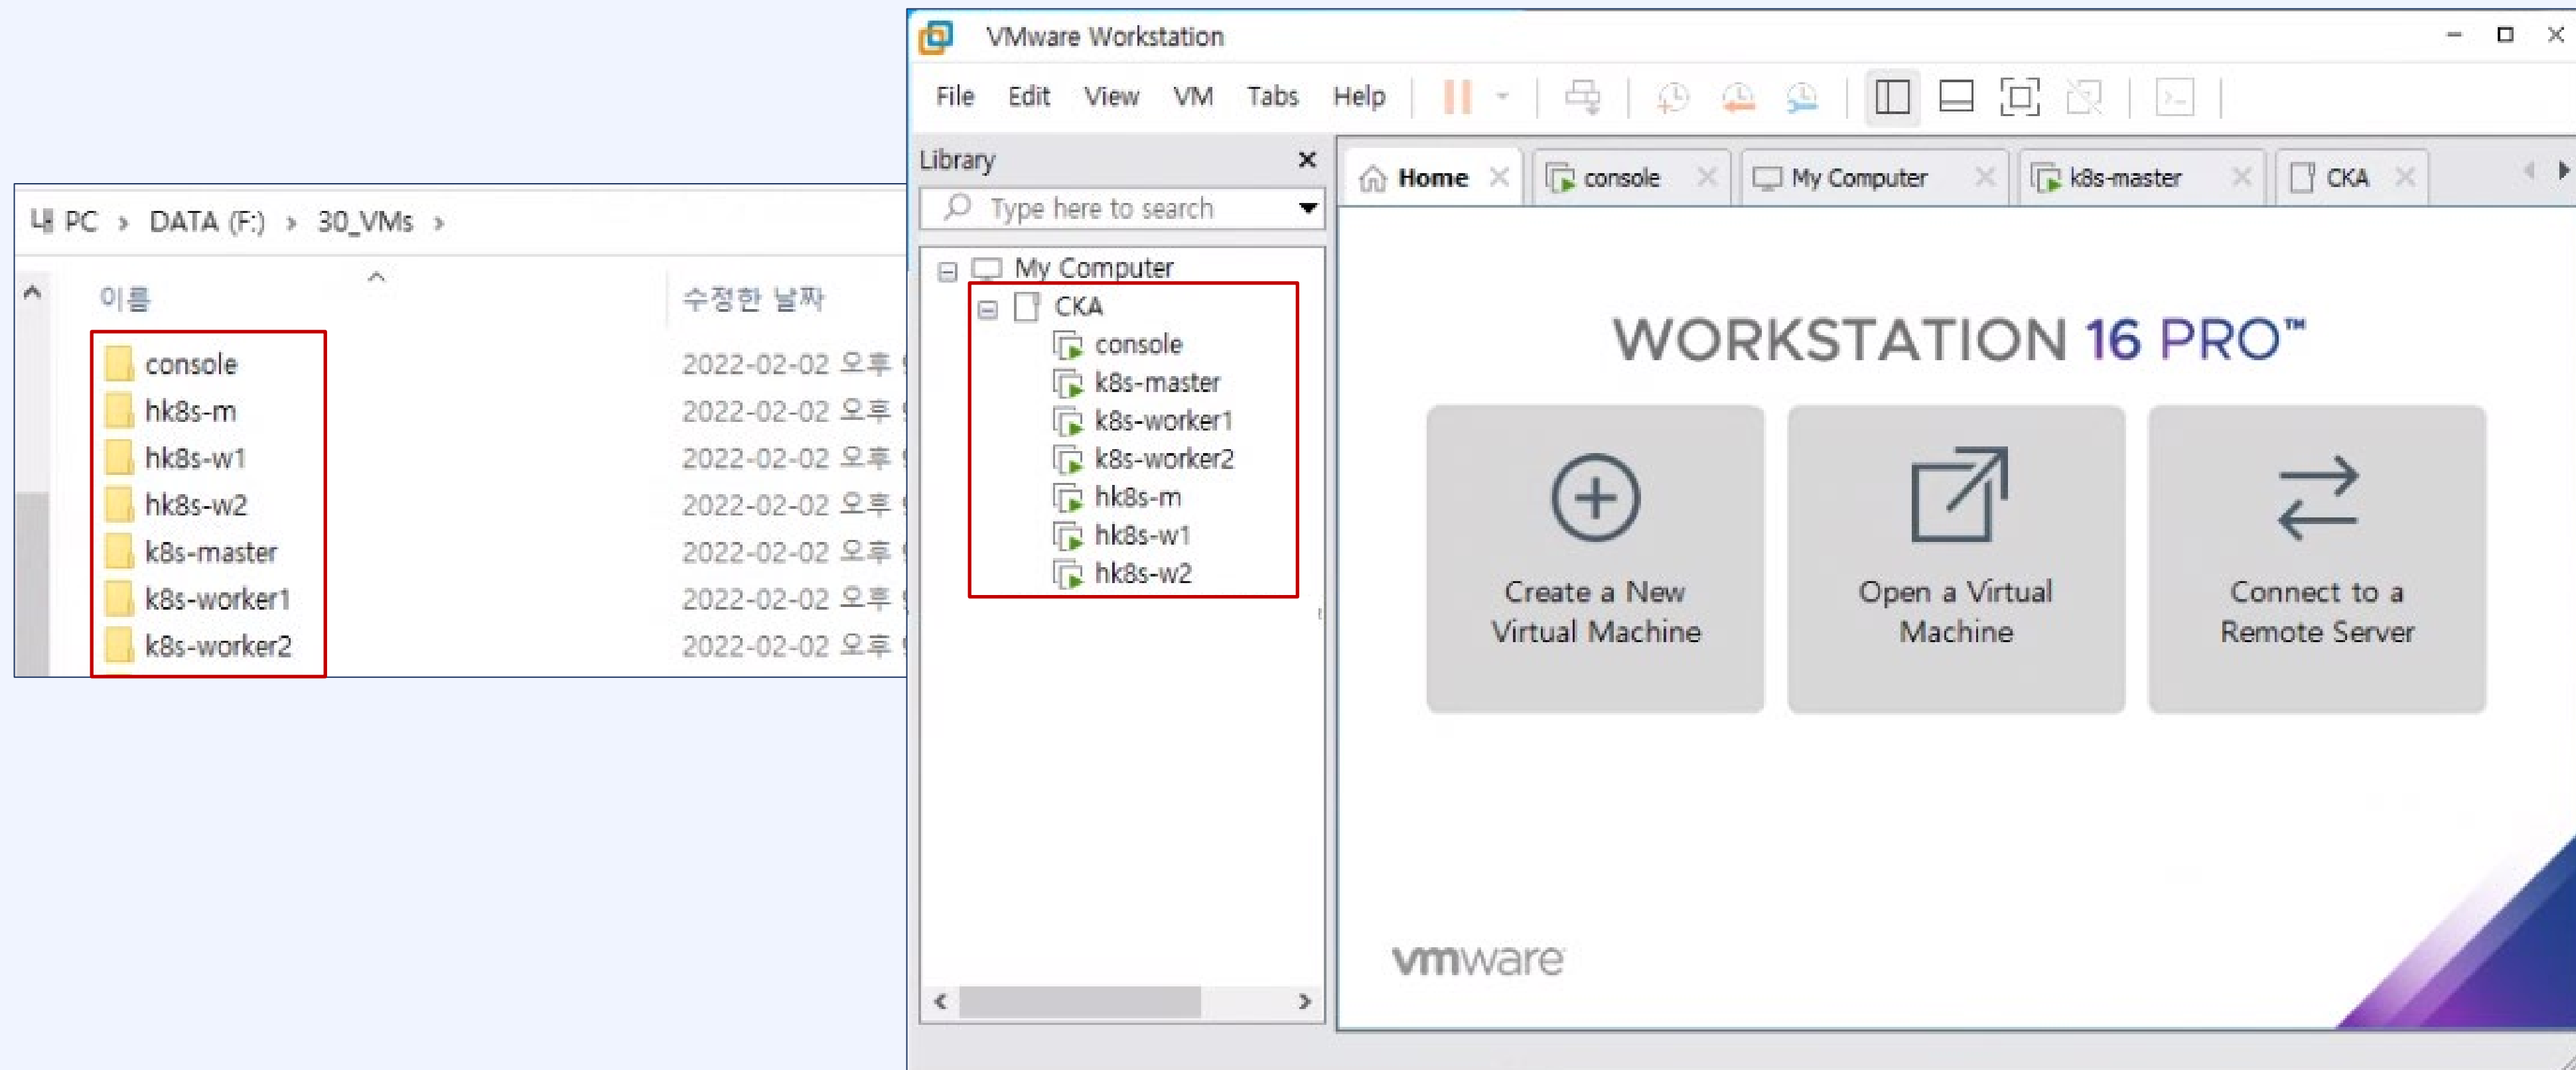 내 PC > DATA (F:) > 30_VMs >
이름 수정한 날짜
console 2022-02-02 오후
hk8s-m 2022-02-02 오후
hk8s-w1 2022-02-02 오후
hk8s-w2 2022-02-02 오후
k8s-master 2022-02-02 오후
k8s-worker1 2022-02-02 오후
k8s-worker2 2022-02-02 오후
VMware Workstation
File Edit View VM Tabs Help
Library
Type here to search
My Computer
CKA
console
k8s-master
k8s-worker1
k8s-worker2
hk8s-m
hk8s-w1
hk8s-w2
Home console My Computer k8s-master CKA
WORKSTATION 16 PRO™
Create a New
Virtual Machine
Open a Virtual
Machine
Connect to a
Remote Server
vmware